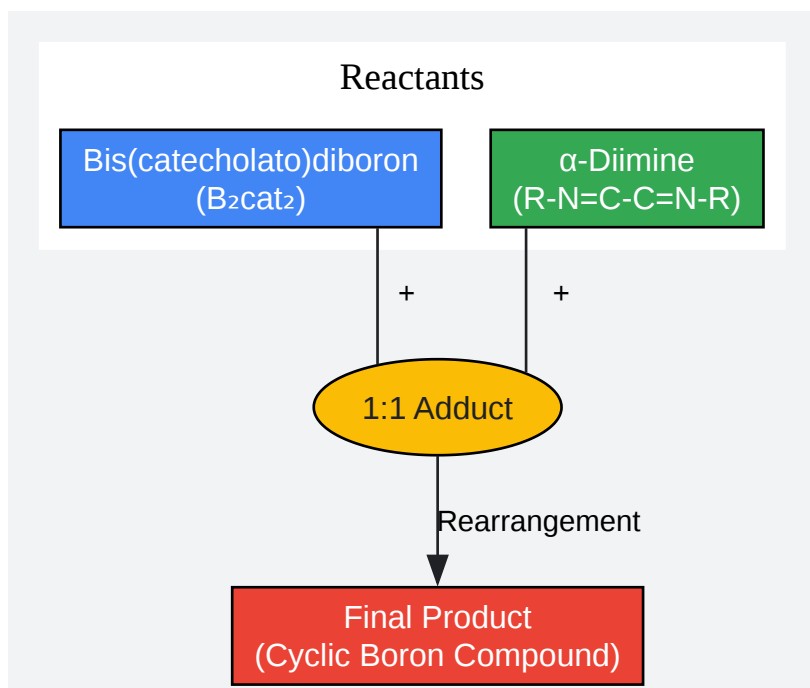 Reactants
Bis(catecholato)diboron
(B₂cat₂)
α-Diimine
(R-N=C-C=N-R)
+
+
1:1 Adduct
Rearrangement
Final Product
(Cyclic Boron Compound)